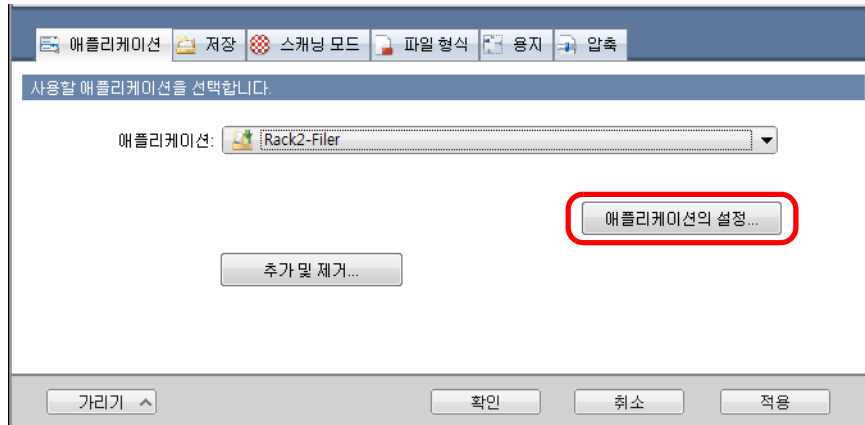 애플리케이션 저장 스캐닝 모드 파일 형식 용지 압축
사용할 애플리케이션을 선택합니다.
애플리케이션: Rack2-Filer
애플리케이션의 설정...
추가 및 제거...
가리기 확인 취소 적용